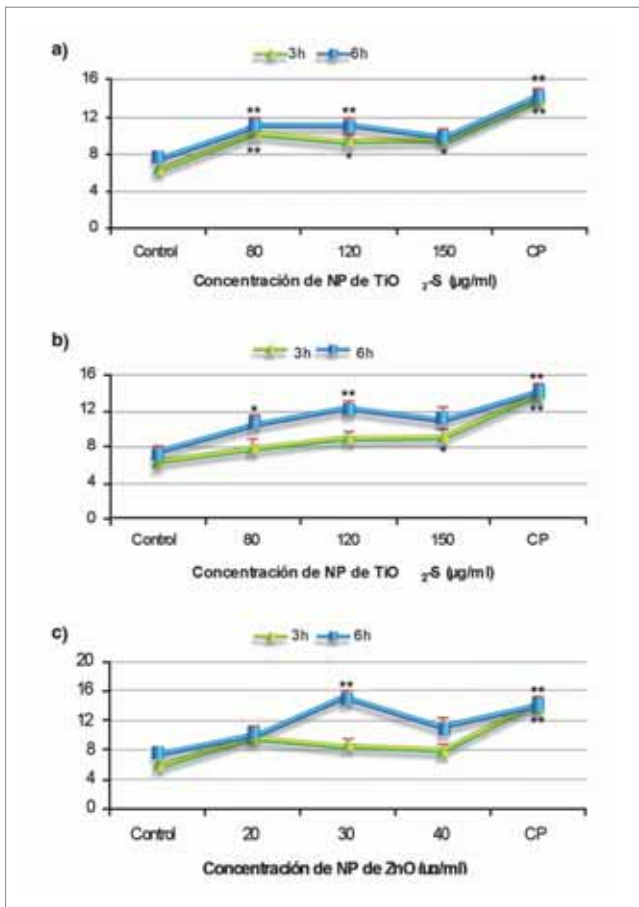 a)
3h 6h
16
** ** **
12
**
8
** * *
4
0
Control 80 120 150 CP
Concentración de NP de TiO ₂-S (µg/ml)
b)
3h 6h
16
**
12
* ** **
8
*
4
0
Control 80 120 150 CP
Concentración de NP de TiO ₂-S (µg/ml)
c)
3h 6h
20
16
** **
12
**
8
4
0
Control 20 30 40 CP
Concentración de NP de ZnO (µg/ml)